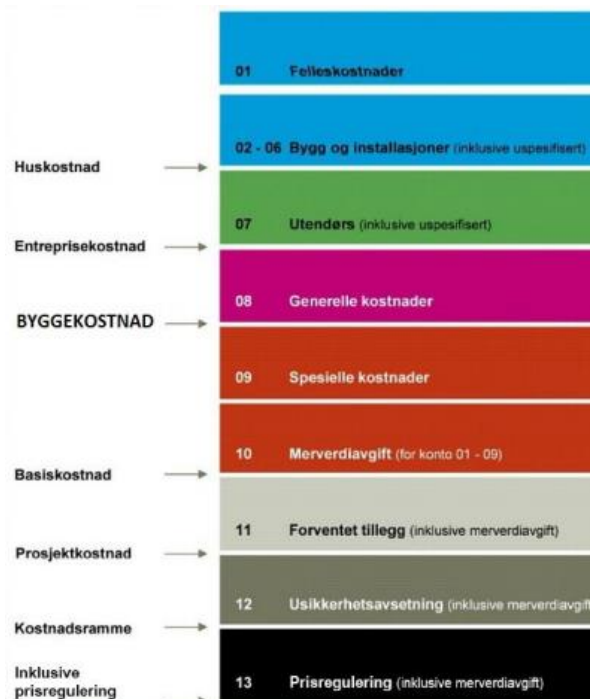 01 Felleskostnader
02 - 06 Bygg og installasjoner (inklusive uspesifisert)
Huskostnad
07 Utendørs (inklusive uspesifisert)
Entreprisekostnad
08 Generelle kostnader
BYGGEKOSTNAD
09 Spesielle kostnader
10 Merverdiavgift (for konto 01 - 09)
Basiskostnad
11 Forventet tillegg (inklusive merverdiavgift)
Prosjektkostnad
12 Usikkerhetsavsetning (inklusive merverdiavgift
Kostnadsramme
13 Prisregulering (inklusive merverdiavgift)
Inklusive
prisregulering